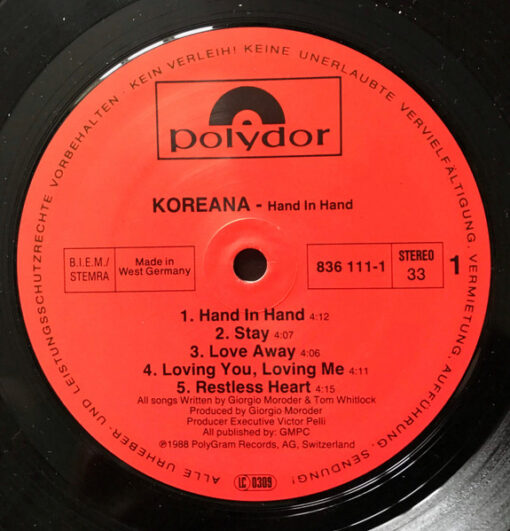 ALLE URHEBER- UND LEISTUNGSSCHUTZRECHTE VORBEHALTEN · KEIN VERLEIH! KEINE UNERLAUBTE VERVIELFÄLTIGUNG, VERMIETUNG, AUFFÜHRUNG, SENDUNG!
polydor
KOREANA - Hand In Hand
B.I.E.M./
STEMRA
Made in
West Germany
836 111-1
STEREO
33
1
1. Hand In Hand 4:12
2. Stay 4:07
3. Love Away 4:06
4. Loving You, Loving Me 4:11
5. Restless Heart 4:15
All songs Written by Giorgio Moroder & Tom Whitlock
Produced by Giorgio Moroder
Producer Executive Victor Pelli
All published by: GMPC
℗1988 PolyGram Records, AG, Switzerland
LC 0309